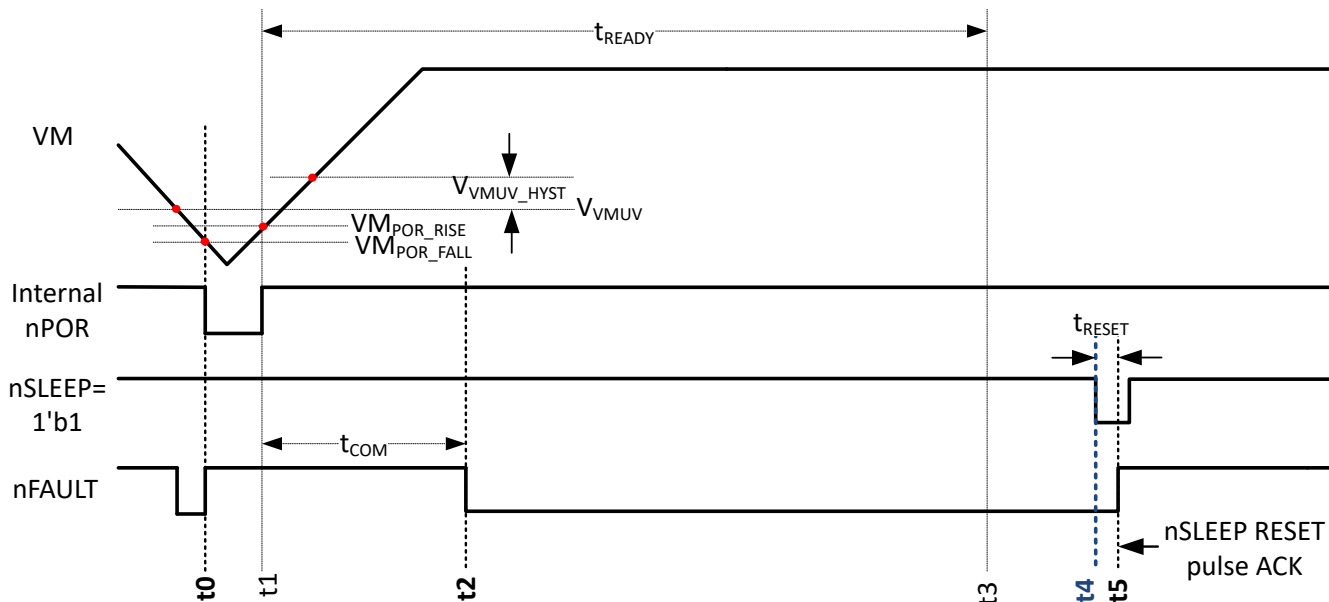 tREADY
VM
VVMUV_HYST
VVMUV
VMPOR_RISE
VMPOR_FALL
Internal
nPOR
tRESET
nSLEEP=
1'b1
tCOM
nFAULT
nSLEEP RESET
pulse ACK
t0
t1
t2
t3
t4
t5